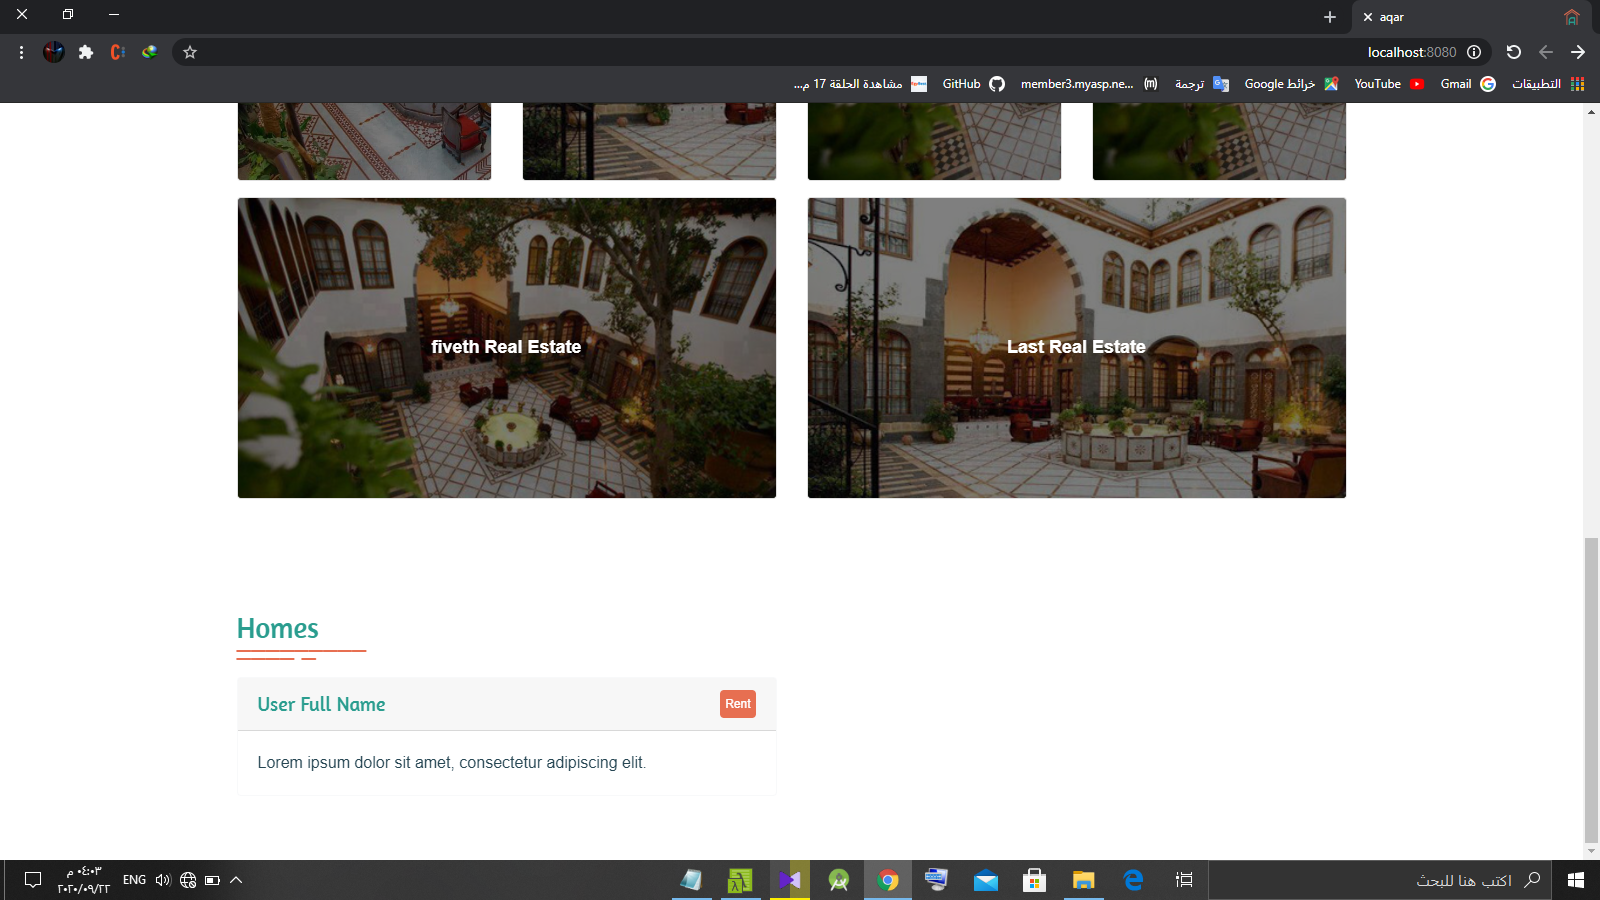 aqar
localhost:8080
التطبيقات
Gmail
YouTube
خرائط Google
ترجمة
member3.myasp.ne...
GitHub
مشاهدة الحلقة 17 م...
fiveth Real Estate
Last Real Estate
Homes
User Full Name
Rent
Lorem ipsum dolor sit amet, consectetur adipiscing elit.
اكتب هنا للبحث
ENG
٠٤:٠٣ م
٢٠٢٠/٠٩/٢٢